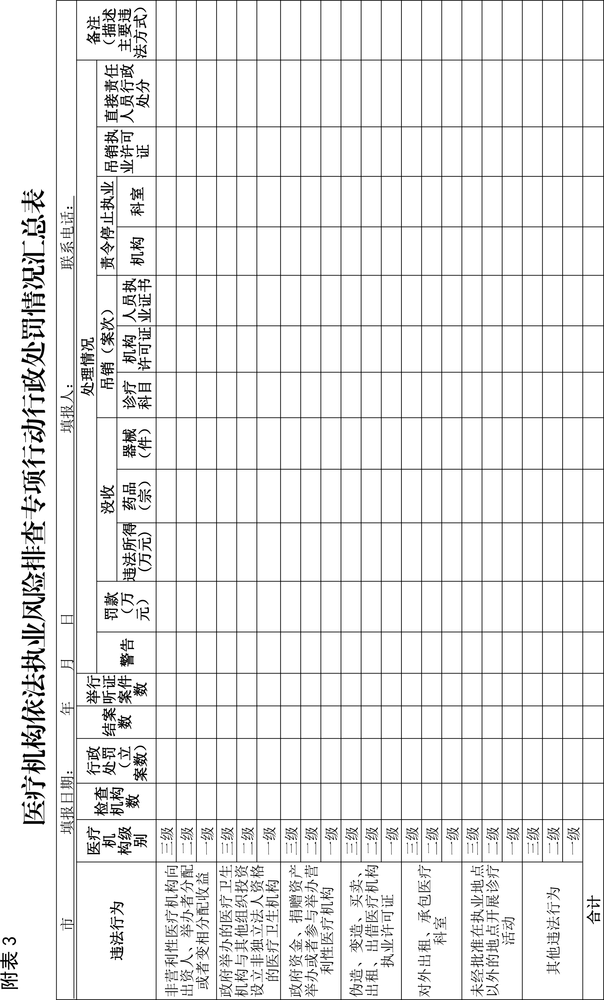 附表 3
医疗机构依法执业风险排查专项行动行政处罚情况汇总表
市 填报日期: 年 月 日 填报人: 联系电话:
违法行为
医疗
机
构级
别
检查
机构
数
行政
处罚
（立
案数）
结案
数
举行
听证
案件
数
处理情况
警告
罚款
（万
元）
没收
违法所得
（万元）
药品
（宗）
器械
（件）
吊销（案次）
诊疗
科目
机构
许可证
人员执
业证书
责令停止执业
机构
科室
吊销执
业许可
证
直接责任
人员行政
处分
备注
（描述
主要违
法方式）
非营利性医疗机构向
出资人、举办者分配
或者变相分配收益
三级
二级
一级
政府举办的医疗卫生
机构与其他组织投资
设立非独立法人资格
的医疗卫生机构
三级
二级
一级
政府资金、捐赠资产
举办或者参与举办营
利性医疗机构
三级
二级
一级
伪造、变造、买卖、
出租、出借医疗机构
执业许可证
三级
二级
一级
对外出租、承包医疗
科室
三级
二级
一级
未经批准在执业地点
以外的地点开展诊疗
活动
三级
二级
一级
其他违法行为
三级
二级
一级
合计